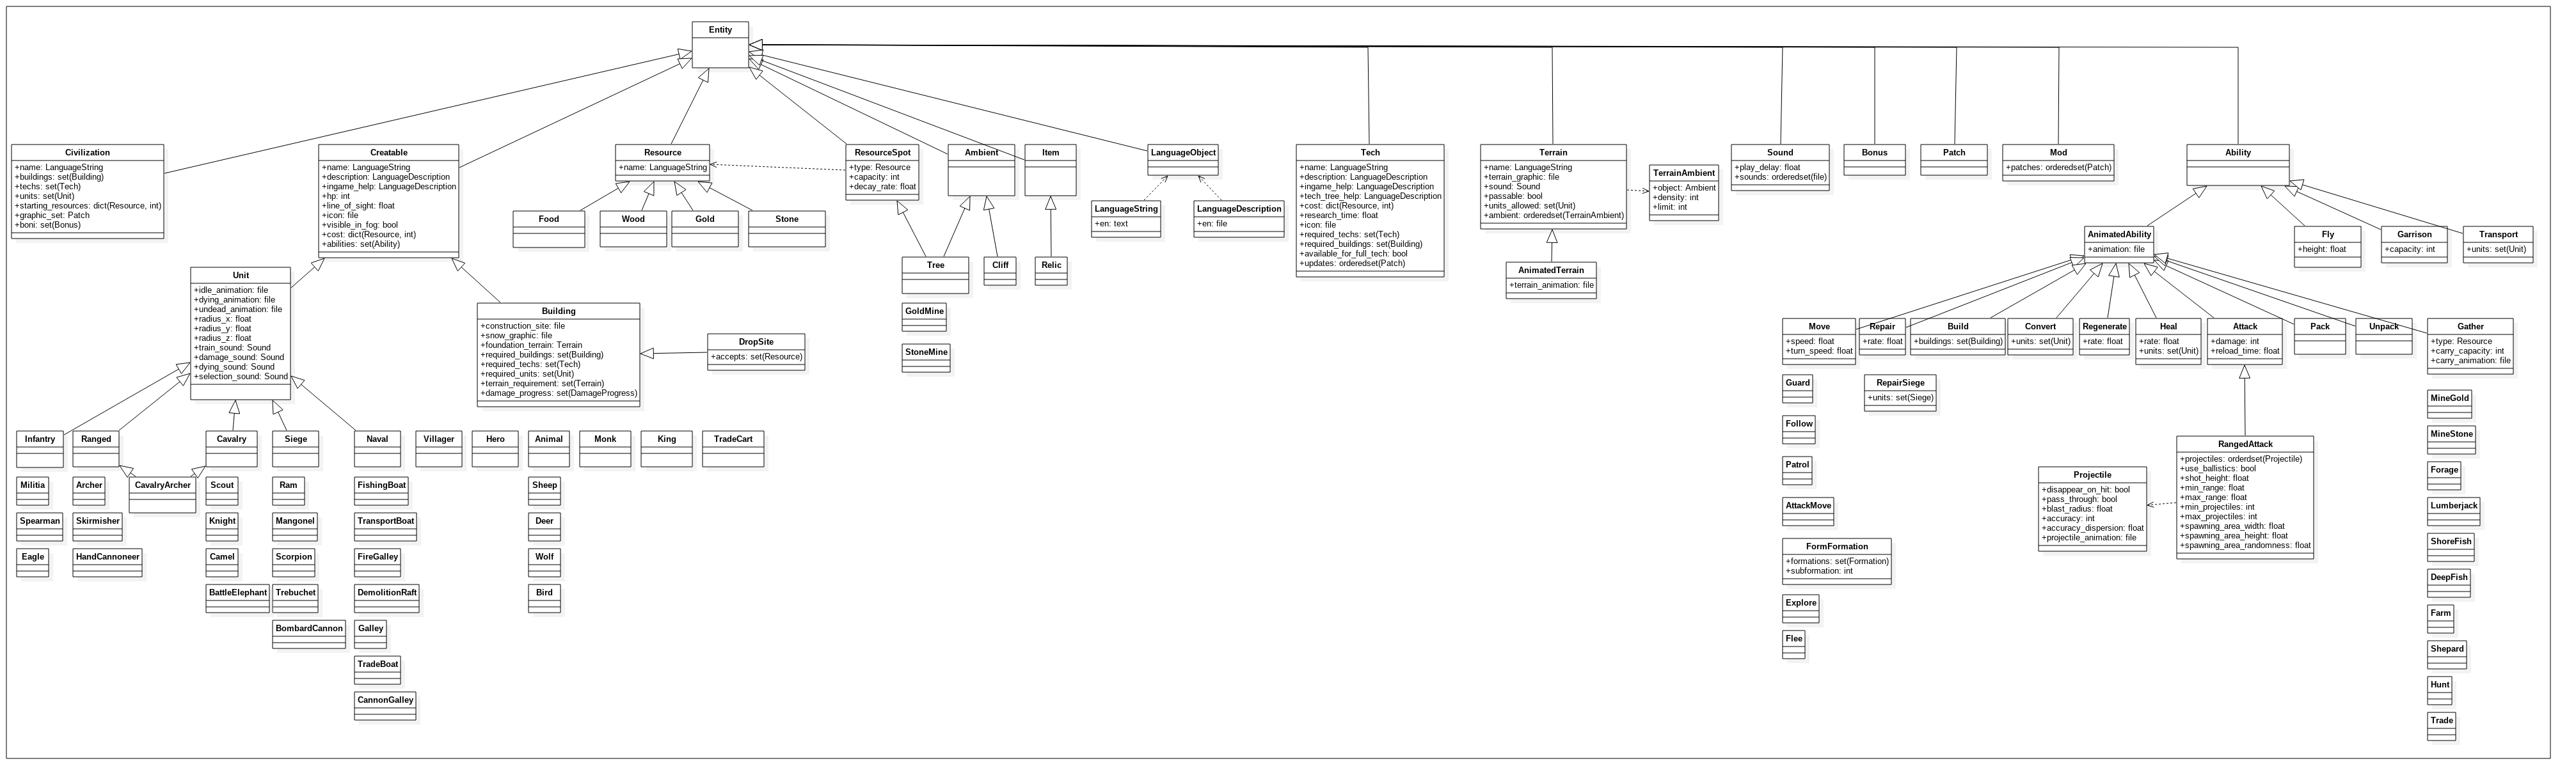 Entity
Civilization
+name: LanguageString
+buildings: set(Building)
+techs: set(Tech)
+units: set(Unit)
+starting_resources: dict(Resource, int)
+graphic_set: Patch
+boni: set(Bonus)
Creatable
+name: LanguageString
+description: LanguageDescription
+ingame_help: LanguageDescription
+hp: int
+line_of_sight: float
+icon: file
+visible_in_fog: bool
+cost: dict(Resource, int)
+abilities: set(Ability)
Resource
+name: LanguageString
ResourceSpot
+type: Resource
+capacity: int
+decay_rate: float
Ambient
Item
LanguageObject
Tech
+name: LanguageString
+description: LanguageDescription
+ingame_help: LanguageDescription
+tech_tree_help: LanguageDescription
+cost: dict(Resource, int)
+research_time: float
+icon: file
+required_techs: set(Tech)
+required_buildings: set(Building)
+available_for_full_tech: bool
+updates: orderedset(Patch)
Terrain
+name: LanguageString
+terrain_graphic: file
+sound: Sound
+passable: bool
+units_allowed: set(Unit)
+ambient: orderedset(TerrainAmbient)
TerrainAmbient
+object: Ambient
+density: int
+limit: int
Sound
+play_delay: float
+sounds: orderedset(file)
Bonus
Patch
Mod
+patches: orderedset(Patch)
Ability
Food
Wood
Gold
Stone
LanguageString
+en: text
LanguageDescription
+en: file
AnimatedAbility
+animation: file
Fly
+height: float
Garrison
+capacity: int
Transport
+units: set(Unit)
Tree
Cliff
Relic
AnimatedTerrain
+terrain_animation: file
GoldMine
StoneMine
Unit
+idle_animation: file
+dying_animation: file
+undead_animation: file
+radius_x: float
+radius_y: float
+radius_z: float
+train_sound: Sound
+damage_sound: Sound
+dying_sound: Sound
+selection_sound: Sound
Building
+construction_site: file
+snow_graphic: file
+foundation_terrain: Terrain
+required_buildings: set(Building)
+required_techs: set(Tech)
+required_units: set(Unit)
+terrain_requirement: set(Terrain)
+damage_progress: set(DamageProgress)
DropSite
+accepts: set(Resource)
Move
+speed: float
+turn_speed: float
Repair
+rate: float
Build
+buildings: set(Building)
Convert
+units: set(Unit)
Regenerate
+rate: float
Heal
+rate: float
+units: set(Unit)
Attack
+damage: int
+reload_time: float
Pack
Unpack
Gather
+type: Resource
+carry_capacity: int
+carry_animation: file
Guard
RepairSiege
+units: set(Siege)
Follow
Patrol
AttackMove
FormFormation
+formations: set(Formation)
+subformation: int
Explore
Flee
Projectile
+disappear_on_hit: bool
+pass_through: bool
+blast_radius: float
+accuracy: int
+accuracy_dispersion: float
+projectile_animation: file
RangedAttack
+projectiles: orderdset(Projectile)
+use_ballistics: bool
+shot_height: float
+min_range: float
+max_range: float
+min_projectiles: int
+max_projectiles: int
+spawning_area_width: float
+spawning_area_height: float
+spawning_area_randomness: float
MineGold
MineStone
Forage
Lumberjack
ShoreFish
DeepFish
Farm
Shepard
Hunt
Trade
Infantry
Ranged
Cavalry
Siege
Naval
Villager
Hero
Animal
Monk
King
TradeCart
Militia
Archer
CavalryArcher
Scout
Ram
FishingBoat
Sheep
Spearman
Skirmisher
Knight
Mangonel
TransportBoat
Deer
Eagle
HandCannoneer
Camel
Scorpion
FireGalley
Wolf
BattleElephant
Trebuchet
DemolitionRaft
Bird
BombardCannon
Galley
TradeBoat
CannonGalley